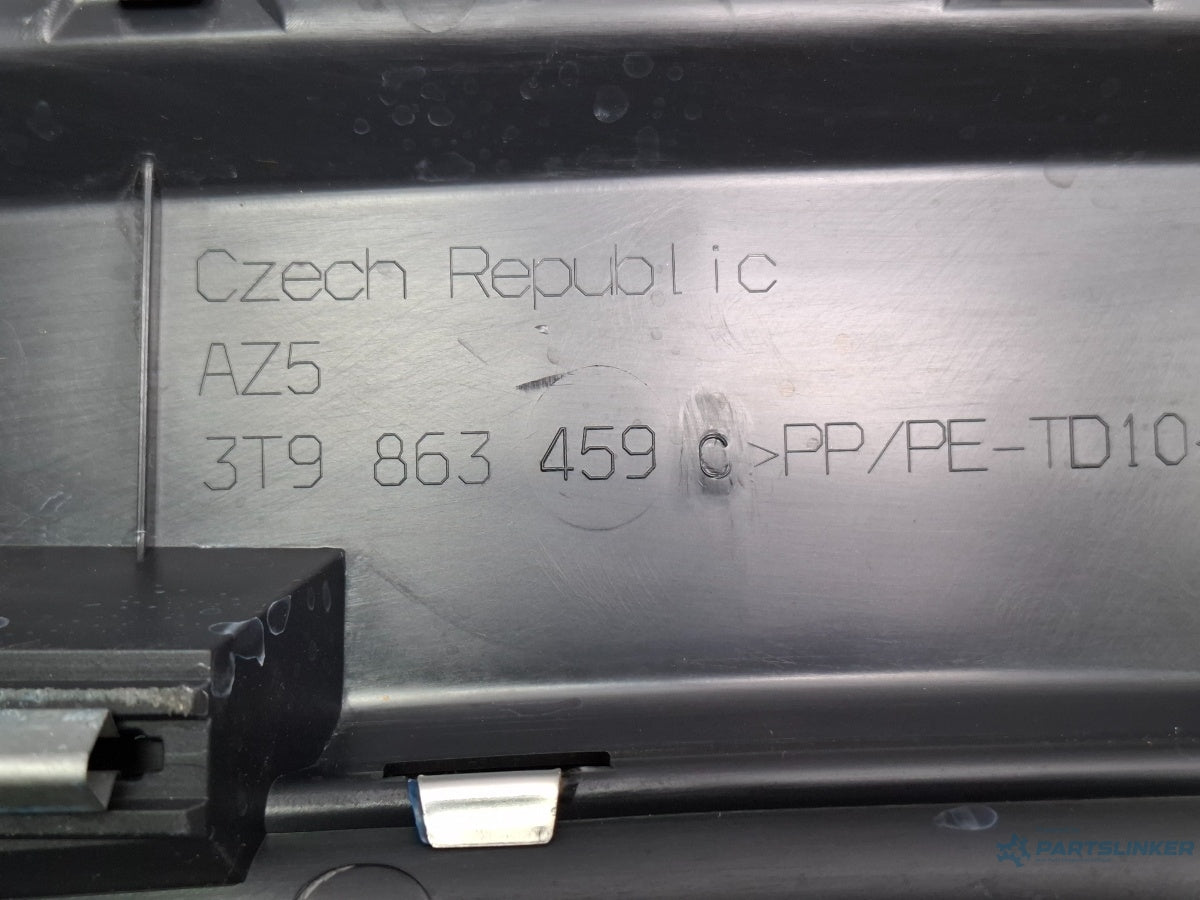 Czech Republic
AZ5
3T9 863 459 C >PP/PE-TD10<
PARTSLINKER